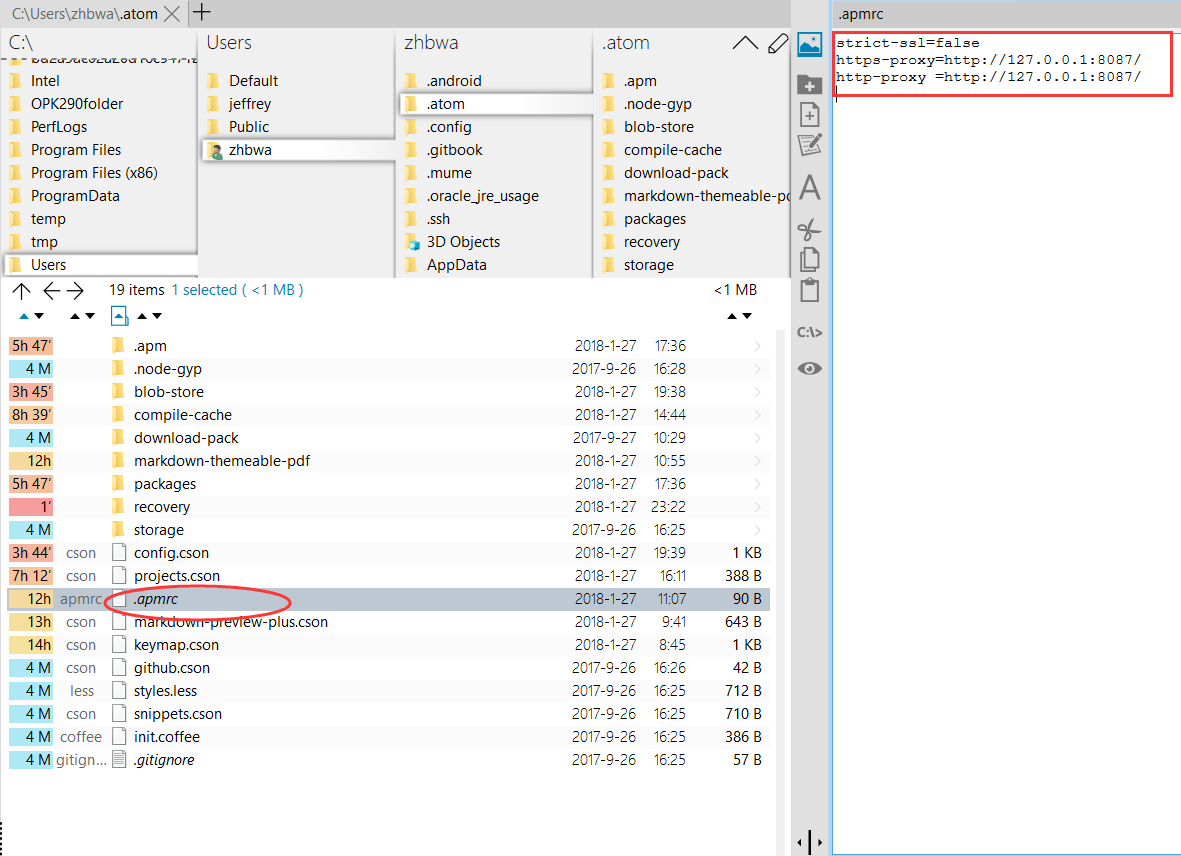 C:\Users\zhbwa\.atom
.apmrc
C:\
Users
zhbwa
.atom
Intel
OPK290folder
PerfLogs
Program Files
Program Files (x86)
ProgramData
temp
tmp
Users
Default
jeffrey
Public
zhbwa
.android
.atom
.config
.gitbook
.mume
.oracle_jre_usage
.ssh
3D Objects
AppData
.apm
.node-gyp
blob-store
compile-cache
download-pack
markdown-themeable-pd
packages
recovery
storage
strict-ssl=false
https-proxy=http://127.0.0.1:8087/
http-proxy =http://127.0.0.1:8087/
19 items 1 selected ( <1 MB ) <1 MB
C:\>
5h 47' .apm 2018-1-27 17:36
4 M .node-gyp 2017-9-26 16:28
3h 45' blob-store 2018-1-27 19:38
8h 39' compile-cache 2018-1-27 14:44
4 M download-pack 2017-9-27 10:29
12h markdown-themeable-pdf 2018-1-27 10:55
5h 47' packages 2018-1-27 17:36
1' recovery 2018-1-27 23:22
4 M storage 2017-9-26 16:25
3h 44' cson config.cson 2018-1-27 19:39 1 KB
7h 12' cson projects.cson 2018-1-27 16:11 388 B
12h apmrc .apmrc 2018-1-27 11:07 90 B
13h cson markdown-preview-plus.cson 2018-1-27 9:41 643 B
14h cson keymap.cson 2018-1-27 8:45 1 KB
4 M cson github.cson 2017-9-26 16:26 42 B
4 M less styles.less 2017-9-26 16:25 712 B
4 M cson snippets.cson 2017-9-26 16:25 710 B
4 M coffee init.coffee 2017-9-26 16:25 386 B
4 M gitign... .gitignore 2017-9-26 16:25 57 B